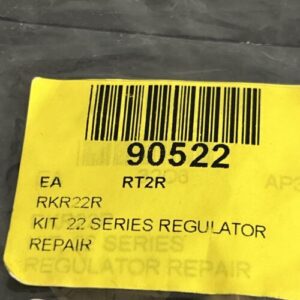 90522
EA RT2R
RKR22R
KIT, 22 SERIES REGULATOR
REPAIR
SERIES
REGULATOR REPAIR